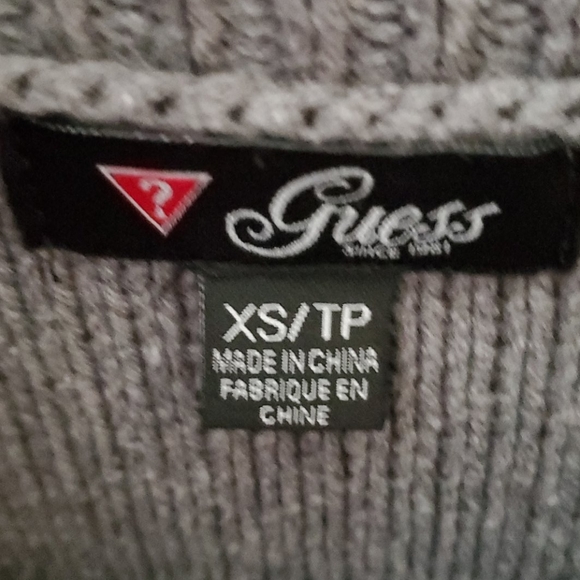 ?
Guess
SINCE 1981
XS/TP
MADE IN CHINA
FABRIQUE EN
CHINE